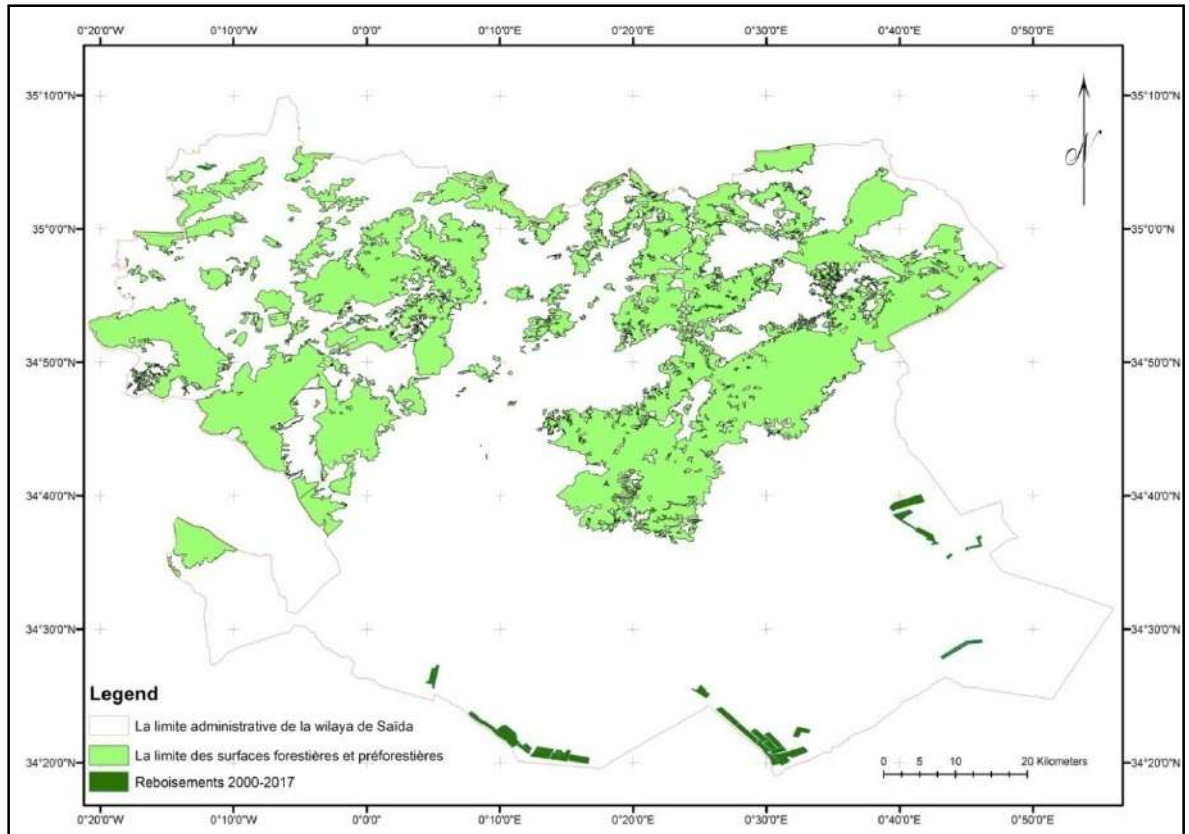 0°20'0"W 0°10'0"W 0°0'0" 0°10'0"E 0°20'0"E 0°30'0"E 0°40'0"E 0°50'0"E
35°10'0"N 35°10'0"N
N
35°0'0"N 35°0'0"N
34°50'0"N 34°50'0"N
34°40'0"N 34°40'0"N
34°30'0"N 34°30'0"N
Legend
La limite administrative de la wilaya de Saïda
La limite des surfaces forestières et préforestières
Reboisements 2000-2017
0 5 10 20 Kilometers
34°20'0"N 34°20'0"N
0°20'0"W 0°10'0"W 0°0'0" 0°10'0"E 0°20'0"E 0°30'0"E 0°40'0"E 0°50'0"E